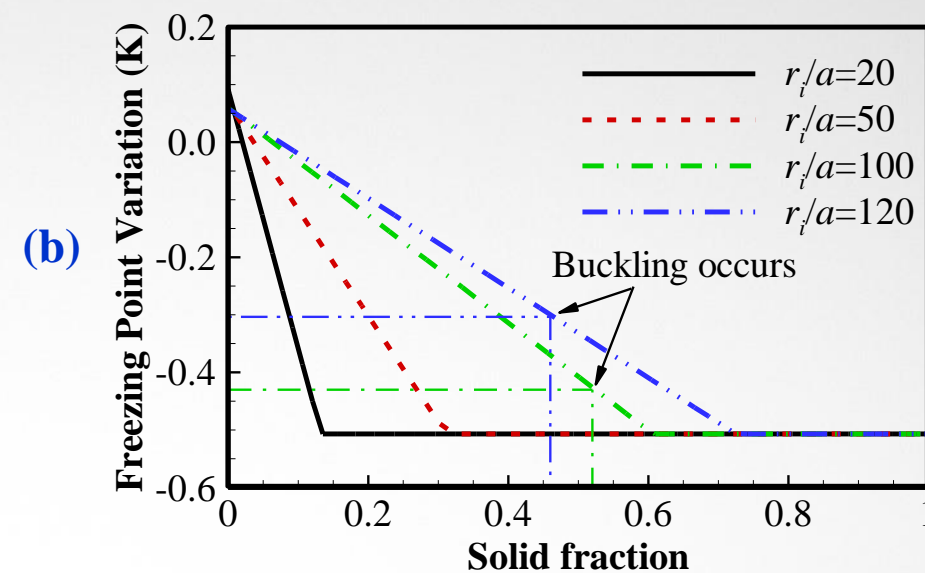 (b)
Freezing Point Variation (K)
0.2
0.0
-0.2
-0.4
-0.6
r_i/a=20
r_i/a=50
r_i/a=100
r_i/a=120
Buckling occurs
0 0.2 0.4 0.6 0.8 1
Solid fraction